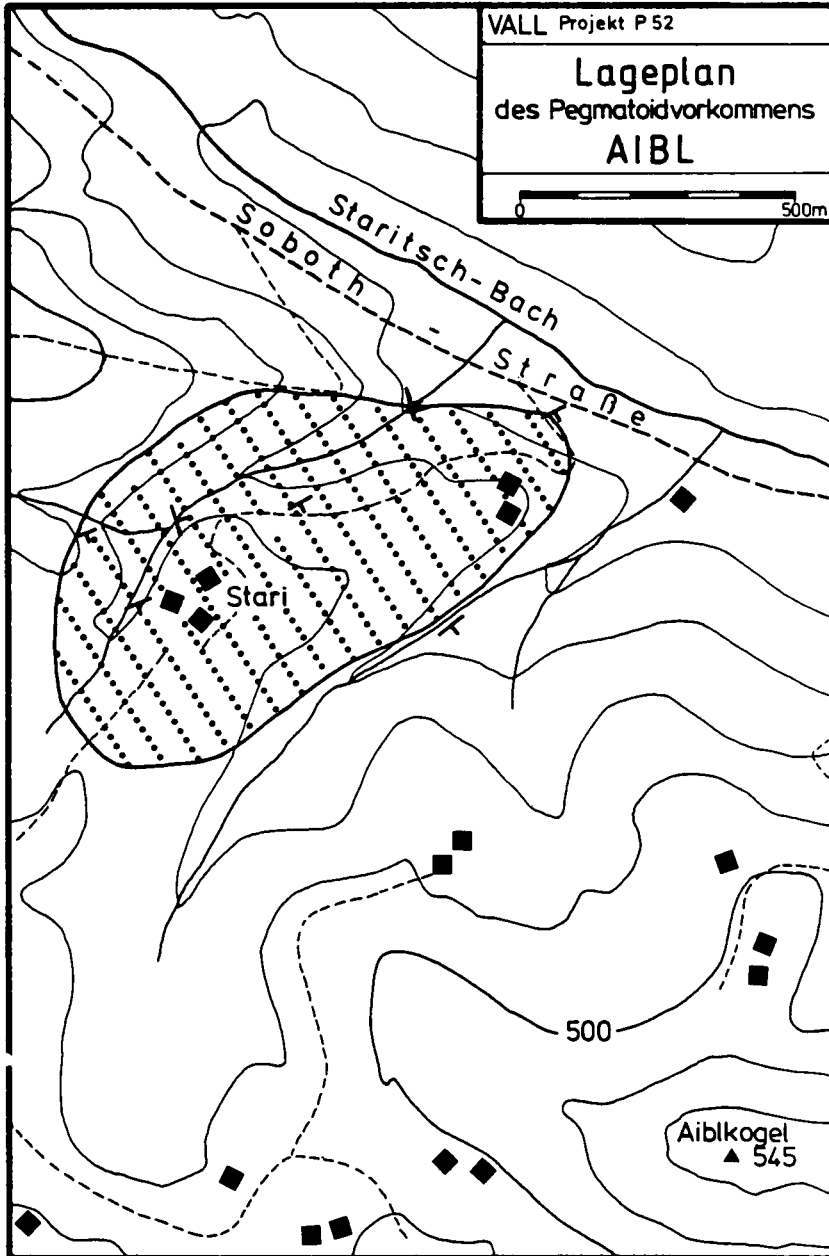 VALL Projekt P 52
Lageplan
des Pegmatoidvorkommens
AIBL
0 500m
Staritsch-Bach
Soboth Straße
Stari
500
Aiblkogel
▲ 545